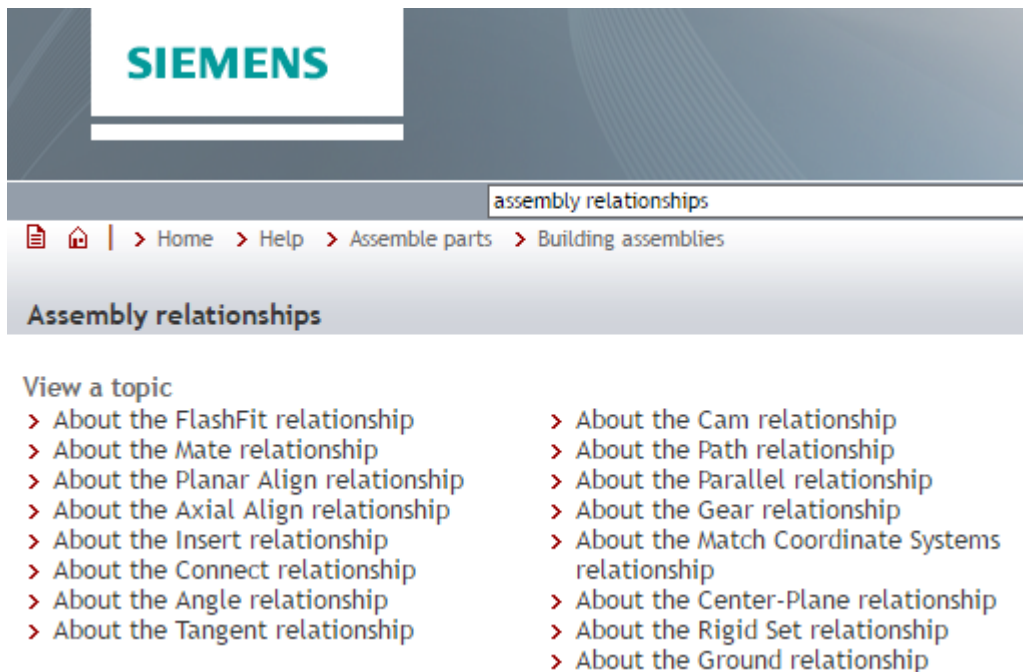 SIEMENS
assembly relationships
Home > Help > Assemble parts > Building assemblies
Assembly relationships
View a topic
> About the FlashFit relationship
> About the Mate relationship
> About the Planar Align relationship
> About the Axial Align relationship
> About the Insert relationship
> About the Connect relationship
> About the Angle relationship
> About the Tangent relationship
> About the Cam relationship
> About the Path relationship
> About the Parallel relationship
> About the Gear relationship
> About the Match Coordinate Systems
relationship
> About the Center-Plane relationship
> About the Rigid Set relationship
> About the Ground relationship